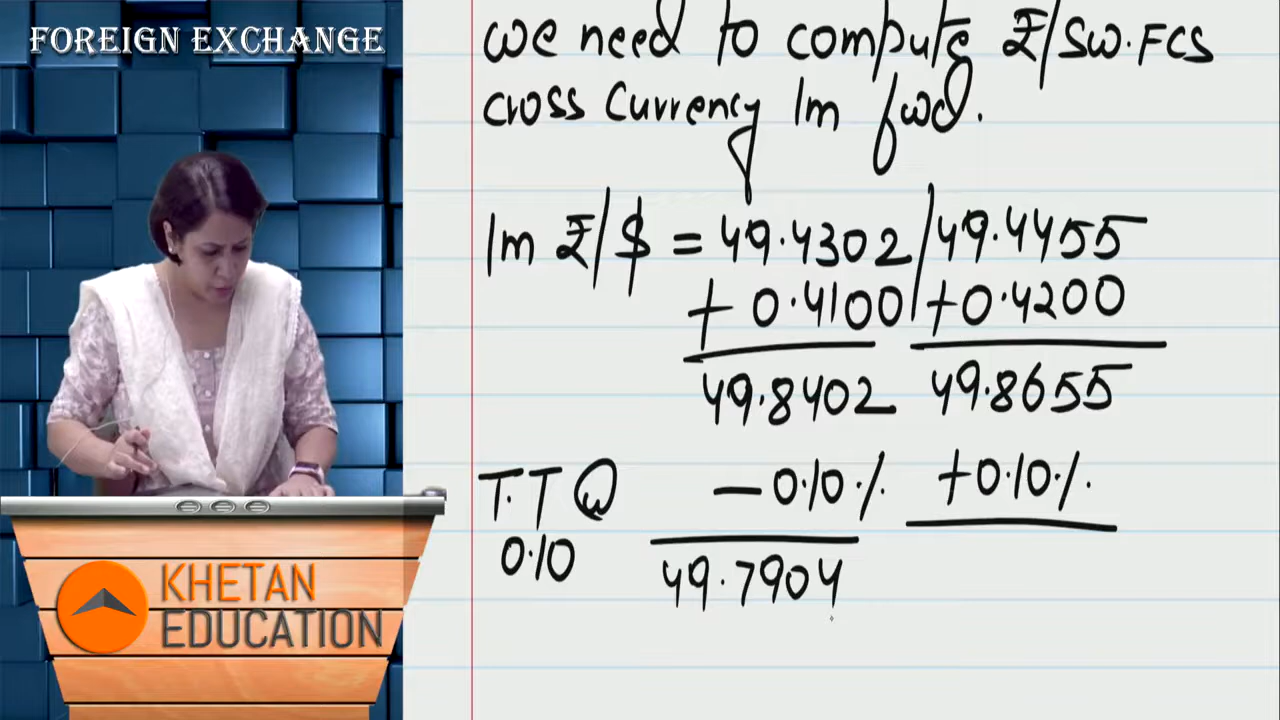 FOREIGN EXCHANGE
we need to compute ₹/SW.FCS
cross currency 1m fwd.
1m ₹/$ = 49.4302/49.4455
+ 0.4100/+0.4200
49.8402 49.8655
T.T Q -0.10% +0.10%
0.10
49.7904
KHETAN
EDUCATION